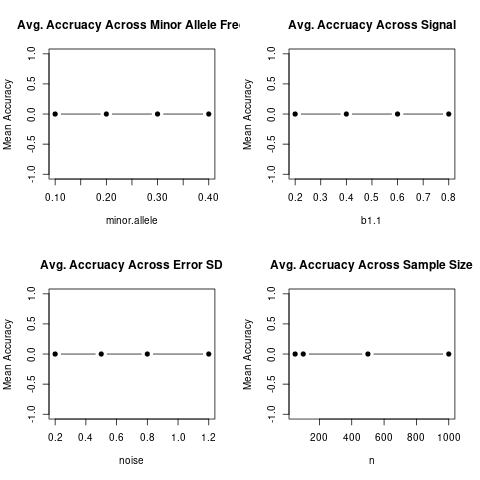 Avg. Accruacy Across Minor Allele Fre
Mean Accuracy
1.0
0.5
0.0
-0.5
-1.0
0.10 0.20 0.30 0.40
minor.allele
Avg. Accruacy Across Signal
Mean Accuracy
1.0
0.5
0.0
-0.5
-1.0
0.2 0.3 0.4 0.5 0.6 0.7 0.8
b1.1
Avg. Accruacy Across Error SD
Mean Accuracy
1.0
0.5
0.0
-0.5
-1.0
0.2 0.4 0.6 0.8 1.0 1.2
noise
Avg. Accruacy Across Sample Size
Mean Accuracy
1.0
0.5
0.0
-0.5
-1.0
200 400 600 800 1000
n